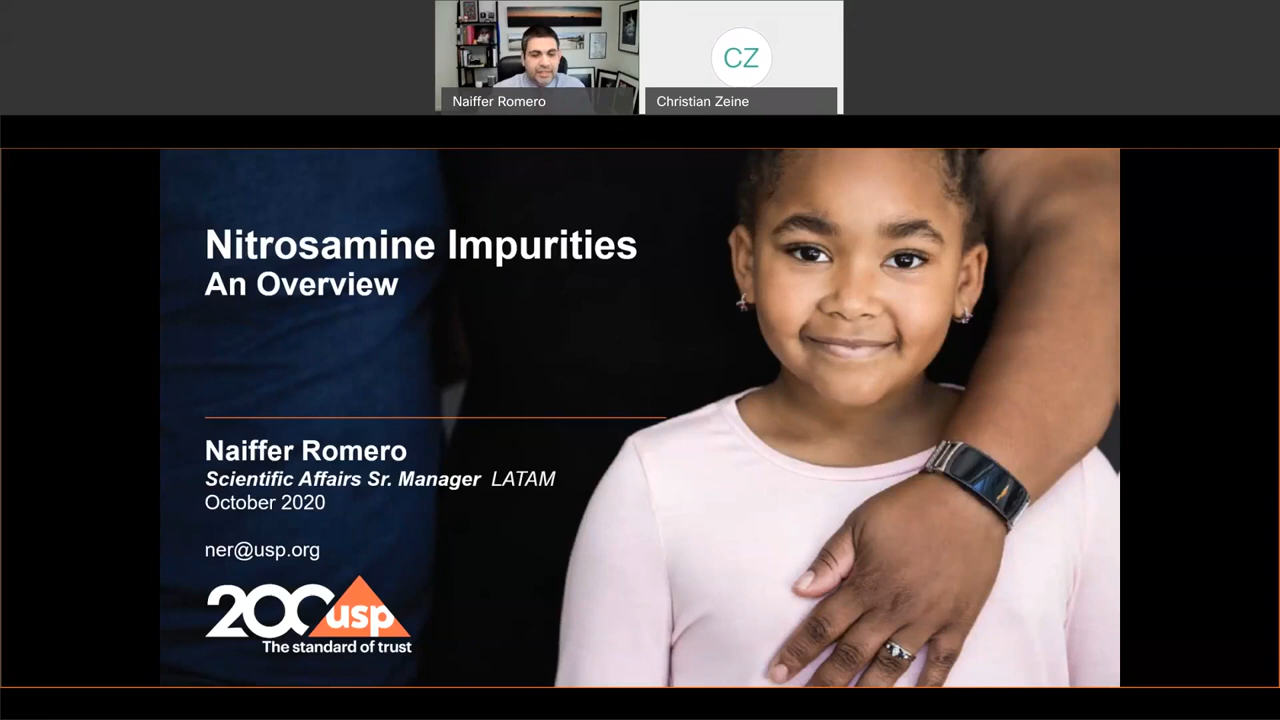 CZ
Naiffer Romero
Christian Zeine
Nitrosamine Impurities
An Overview
Naiffer Romero
Scientific Affairs Sr. Manager LATAM
October 2020
ner@usp.org
200 usp
The standard of trust